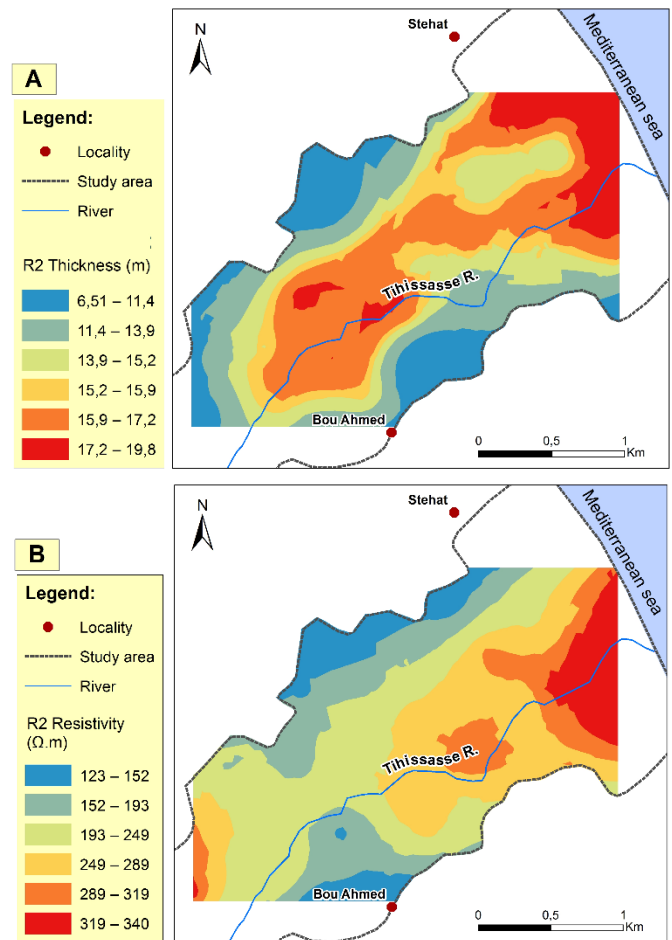 A
Legend:
Locality
Study area
River
:
R2 Thickness (m)
6,51 – 11,4
11,4 – 13,9
13,9 – 15,2
15,2 – 15,9
15,9 – 17,2
17,2 – 19,8
N
Stehat
Mediterranean sea
Tihissasse R.
Bou Ahmed
0 0,5 1
Km
B
Legend:
Locality
Study area
River
R2 Resistivity
(Ω.m)
123 – 152
152 – 193
193 – 249
249 – 289
289 – 319
319 – 340
N
Stehat
Mediterranean sea
Tihissasse R.
Bou Ahmed
0 0,5 1
Km